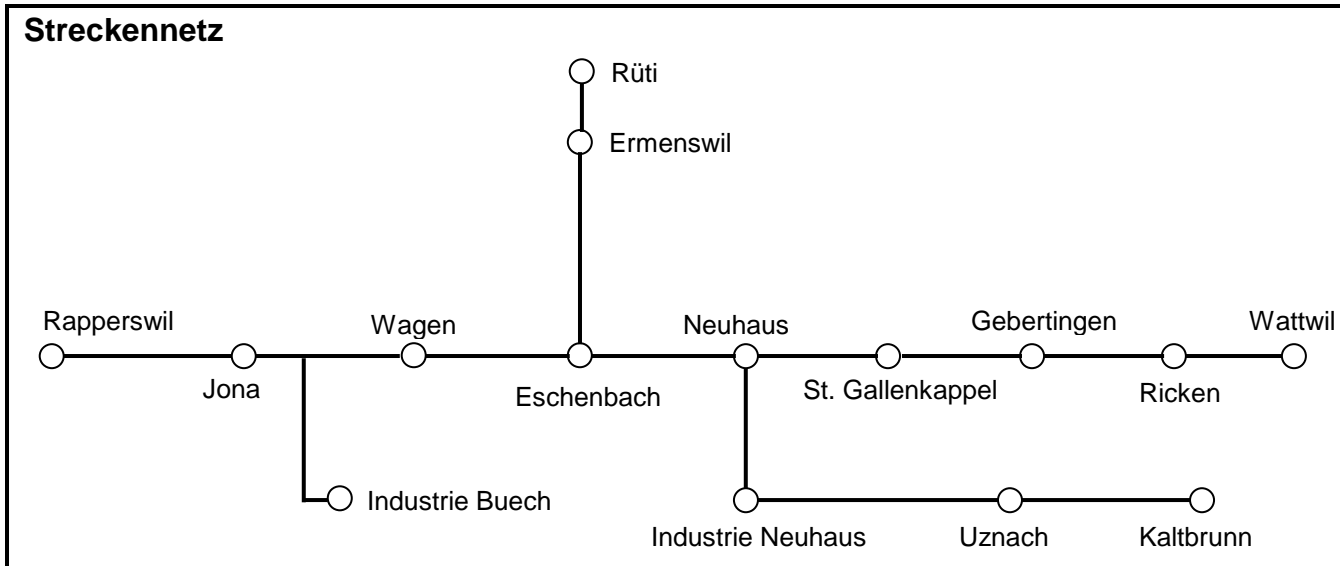 Streckennetz
Rüti
Ermenswil
Rapperswil
Wagen
Neuhaus
Gebertingen
Wattwil
Jona
Eschenbach
St. Gallenkappel
Ricken
Industrie Buech
Industrie Neuhaus
Uznach
Kaltbrunn